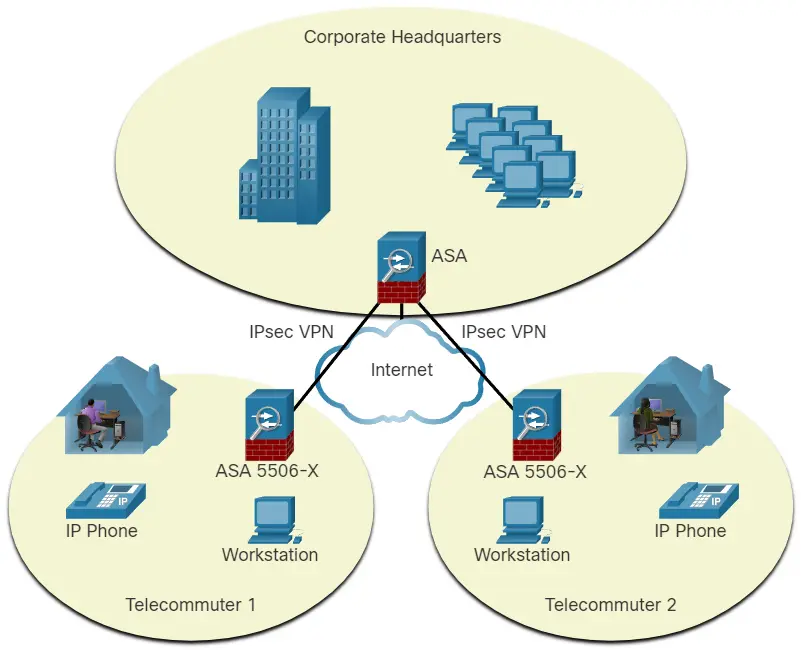 Corporate Headquarters
ASA
IPsec VPN
IPsec VPN
Internet
ASA 5506-X
ASA 5506-X
IP
IP
IP Phone
IP Phone
Workstation
Workstation
Telecommuter 1
Telecommuter 2